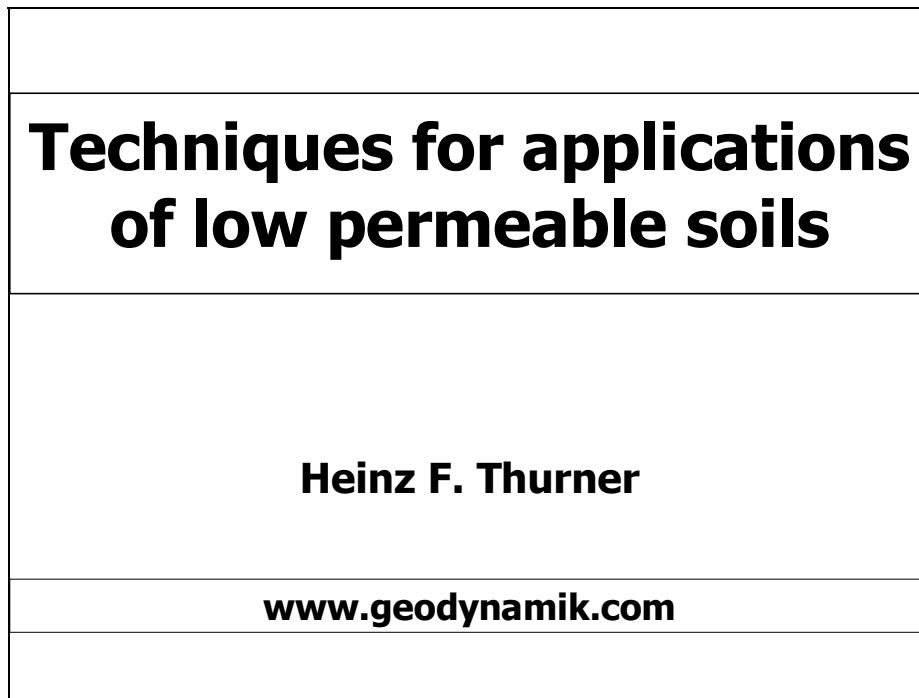 Techniques for applications
of low permeable soils
Heinz F. Thurner
www.geodynamik.com